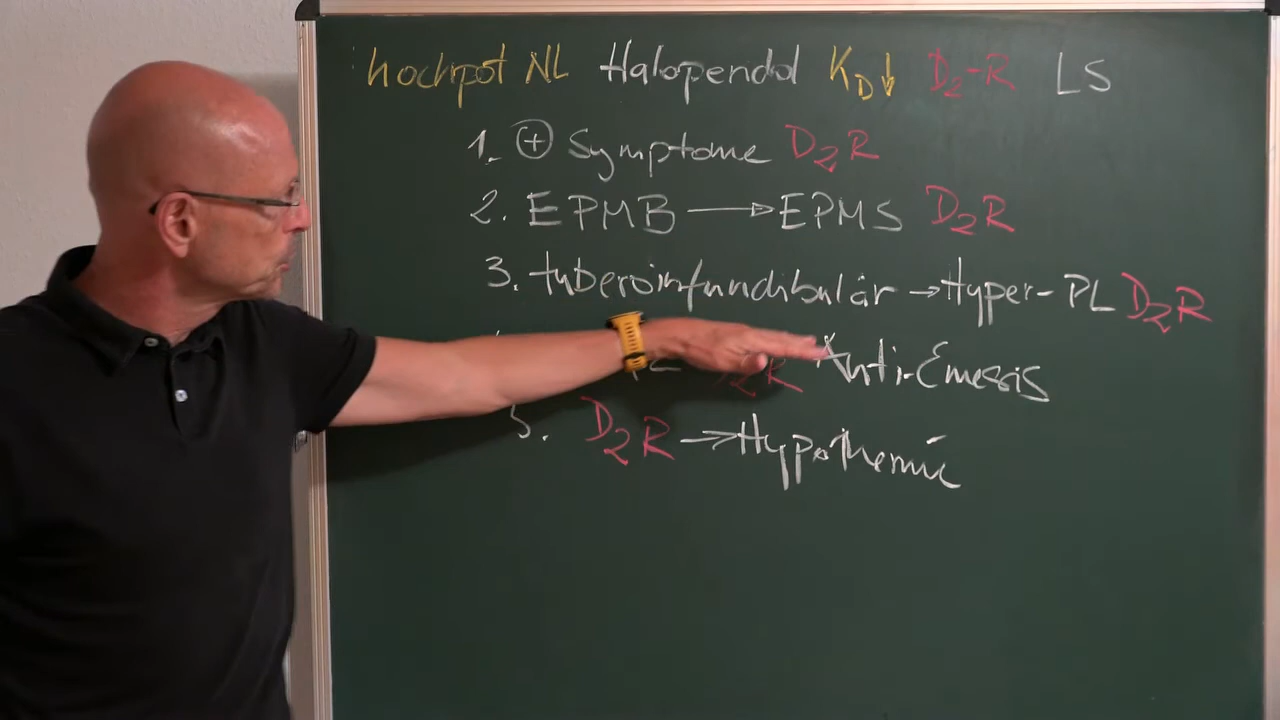 hochpot NL Haloperidol K_D↓ D₂-R LS
1. ⊕ Symptome D₂R
2. EPMB → EPMS D₂R
3. tuberoinfundibulär → Hyper-PL D₂R
₂R Anti-Emesis
5. D₂R → Hypothermie